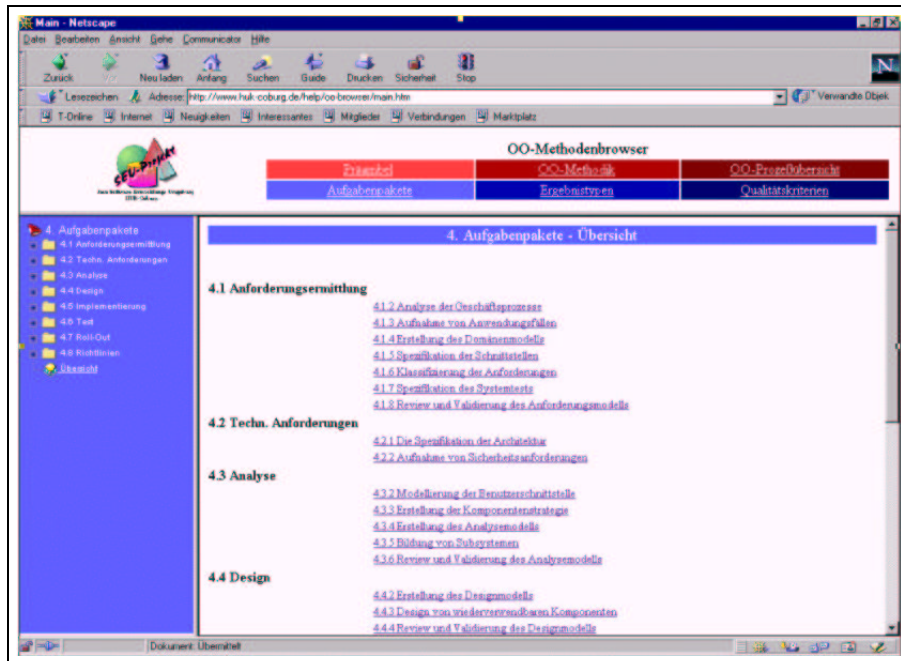 Main - Netscape
Datei Bearbeiten Ansicht Gehe Communicator Hilfe
Zurück Neu laden Anfang Suchen Guide Drucken Sicherheit Stop
N
Lesezeichen Adresse: http://www.huk-coburg.de/help/oo-browser/main.htm Verwandte Objek
T-Online Internet Neuigkeiten Interessantes Mitglieder Verbindungen Marktplatz
SEU-Projekt
OO-Methodenbrowser
Präambel OO-Methodik OO-Prozeßübersicht
Aufgabenpakete Ergebnistypen Qualitätskriterien
4. Aufgabenpakete
4.1 Anforderungsermittlung
4.2 Techn. Anforderungen
4.3 Analyse
4.4 Design
4.5 Implementierung
4.6 Test
4.7 Roll-Out
4.8 Richtlinien
Übersicht
4. Aufgabenpakete - Übersicht
4.1 Anforderungsermittlung
4.1.2 Analyse der Geschäftsprozesse
4.1.3 Aufnahme von Anwendungsfällen
4.1.4 Erstellung des Domänenmodells
4.1.5 Spezifikation der Schnittstellen
4.1.6 Klassifizierung der Anforderungen
4.1.7 Spezifikation des Systemtests
4.1.8 Review und Validierung des Anforderungsmodells
4.2 Techn. Anforderungen
4.2.1 Die Spezifikation der Architektur
4.2.2 Aufnahme von Sicherheitsanforderungen
4.3 Analyse
4.3.2 Modellierung der Benutzerschnittstelle
4.3.3 Erstellung der Komponentenstrategie
4.3.4 Erstellung des Analysemodells
4.3.5 Bildung von Subsystemen
4.3.6 Review und Validierung des Analysemodells
4.4 Design
4.4.2 Erstellung des Designmodells
4.4.3 Design von wiederverwendbaren Komponenten
4.4.4 Review und Validierung des Designmodells
Dokument: Übermittelt